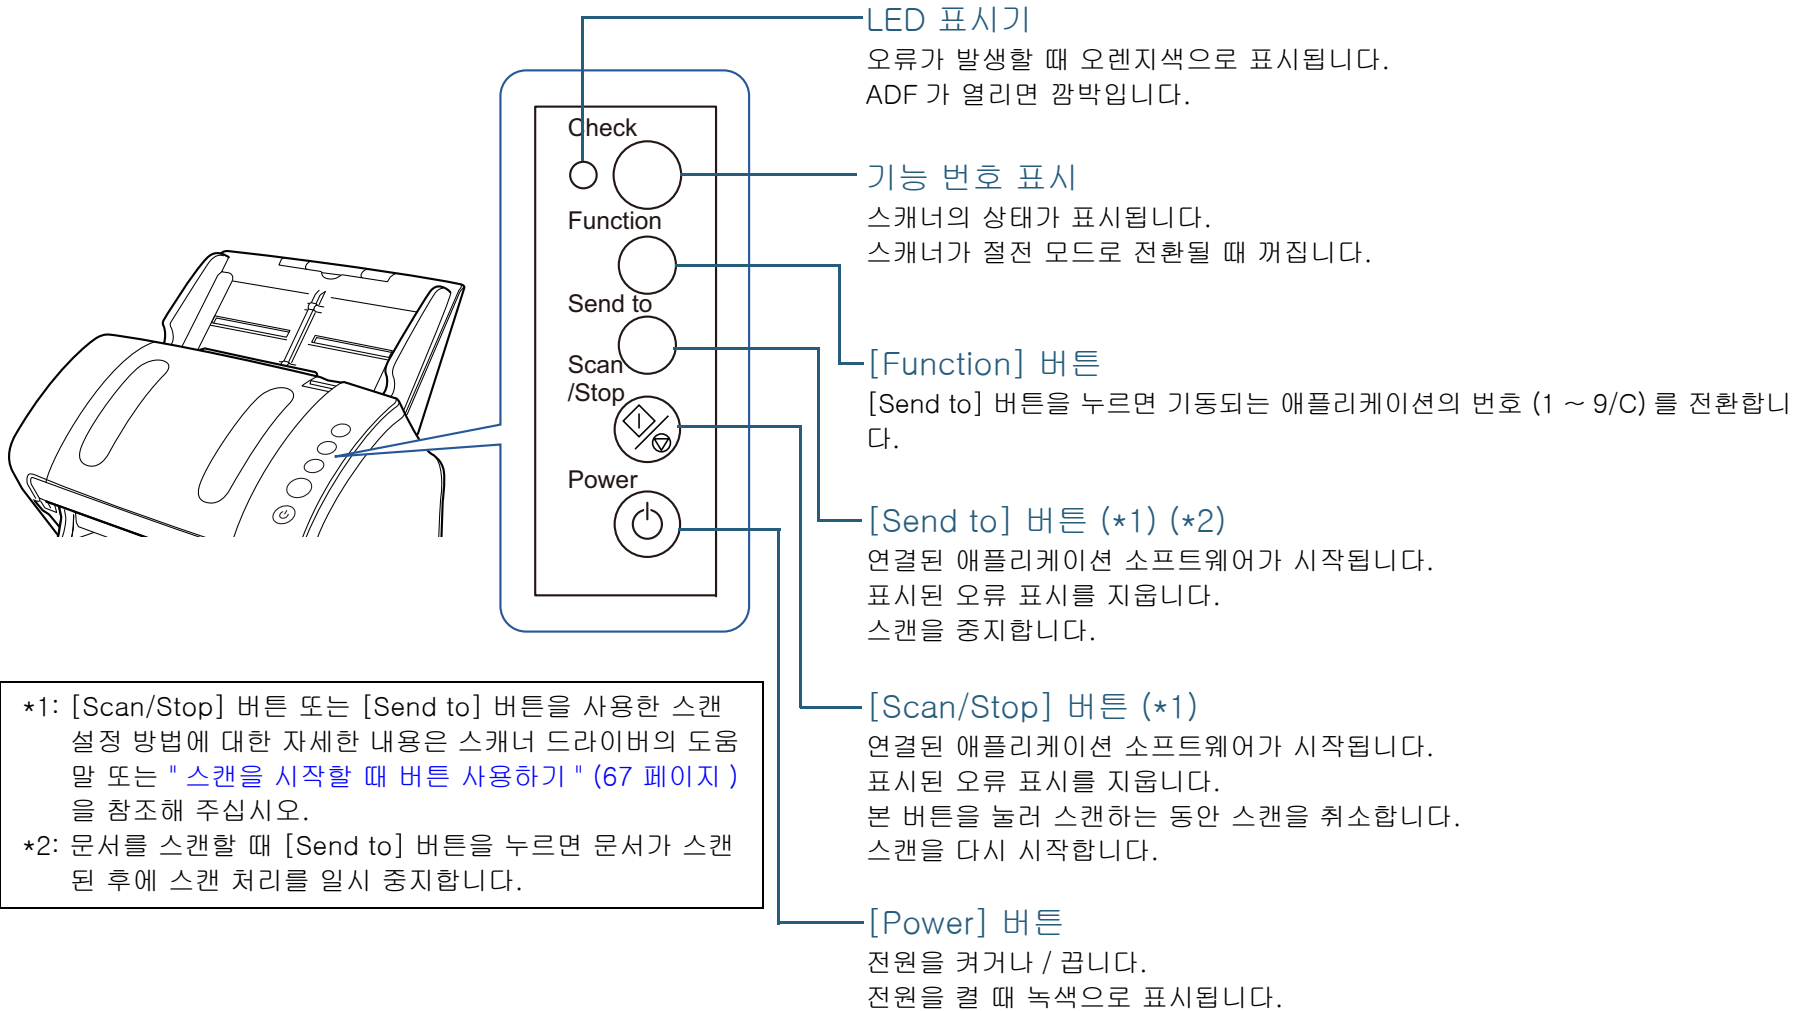 LED 표시기
오류가 발생할 때 오렌지색으로 표시됩니다.
ADF 가 열리면 깜박입니다.
Check
기능 번호 표시
스캐너의 상태가 표시됩니다.
스캐너가 절전 모드로 전환될 때 꺼집니다.
Function
Send to
Scan
/Stop
Power
[Function] 버튼
[Send to] 버튼을 누르면 기동되는 애플리케이션의 번호 (1 ~ 9/C) 를 전환합니
다.
[Send to] 버튼 (*1) (*2)
연결된 애플리케이션 소프트웨어가 시작됩니다.
표시된 오류 표시를 지웁니다.
스캔을 중지합니다.
[Scan/Stop] 버튼 (*1)
연결된 애플리케이션 소프트웨어가 시작됩니다.
표시된 오류 표시를 지웁니다.
본 버튼을 눌러 스캔하는 동안 스캔을 취소합니다.
스캔을 다시 시작합니다.
[Power] 버튼
전원을 켜거나 / 끕니다.
전원을 켤 때 녹색으로 표시됩니다.
*1: [Scan/Stop] 버튼 또는 [Send to] 버튼을 사용한 스캔
설정 방법에 대한 자세한 내용은 스캐너 드라이버의 도움
말 또는 " 스캔을 시작할 때 버튼 사용하기 " (67 페이지 )
을 참조해 주십시오.
*2: 문서를 스캔할 때 [Send to] 버튼을 누르면 문서가 스캔
된 후에 스캔 처리를 일시 중지합니다.